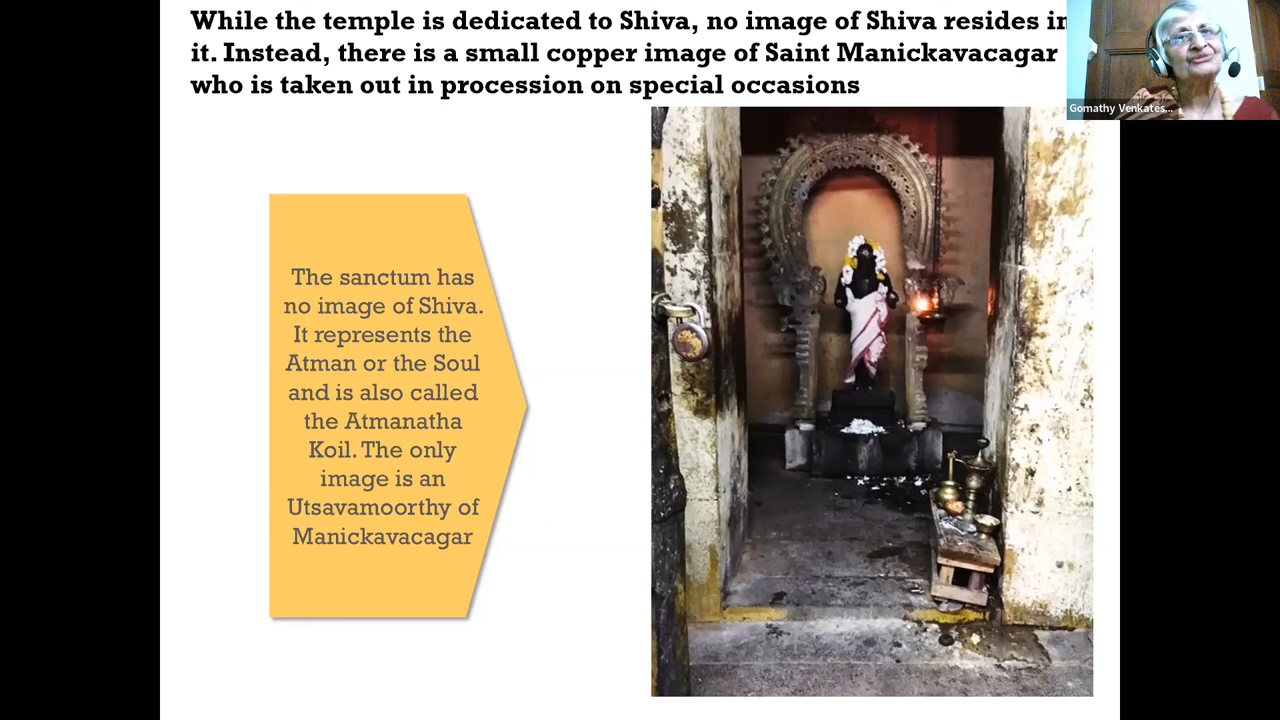 While the temple is dedicated to Shiva, no image of Shiva resides in
it. Instead, there is a small copper image of Saint Manickavacagar
who is taken out in procession on special occasions
Gomathy Venkates...
The sanctum has
no image of Shiva.
It represents the
Atman or the Soul
and is also called
the Atmanatha
Koil. The only
image is an
Utsavamoorthy of
Manickavacagar